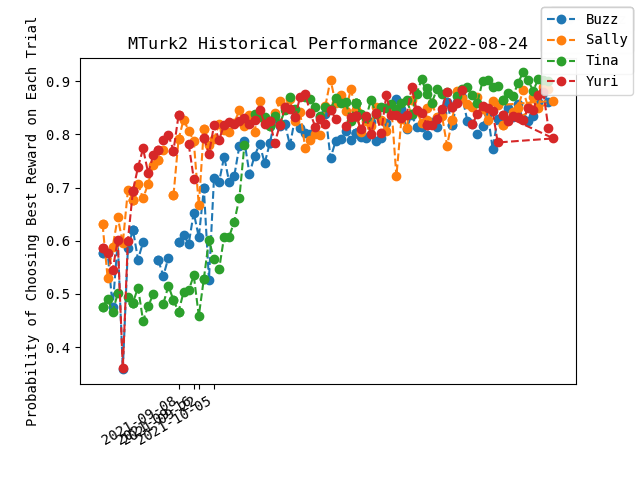 MTurk2 Historical Performance 2022-08-24
Buzz
Sally
Tina
Yuri
Probability of Choosing Best Reward on Each Trial
0.9
0.8
0.7
0.6
0.5
0.4
2021-09-08
2021-10-05